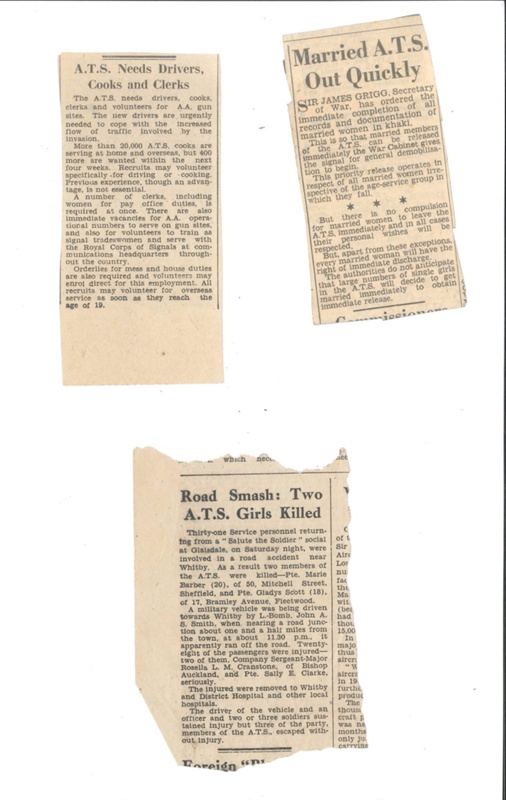 A.T.S. Needs Drivers,
Cooks and Clerks
The A.T.S. needs drivers, cooks,
clerks and volunteers for A.A. gun
sites. The new drivers are urgently
needed to cope with the increased
flow of traffic involved by the
invasion.
More than 20,000 A.T.S. cooks are
serving at home and overseas, but 400
more are wanted within the next
four weeks. Recruits may volunteer
specifically for driving or cooking.
Previous experience, though an advan-
tage, is not essential.
A number of clerks, including
women for pay office duties, is
required at once. There are also
immediate vacancies for A.A. opera-
tional numbers to serve on gun sites,
and also for volunteers to train as
signal tradeswomen and serve with
the Royal Corps of Signals at com-
munications headquarters through-
out the country.
Orderlies for mess and house duties
are also required and volunteers may
enrol direct for this employment. All
recruits may volunteer for overseas
service as soon as they reach the
age of 19.
Married A.T.S.
Out Quickly
SIR JAMES GRIGG, Secretary
of War, has ordered the
immediate completion of all
records and documentation of
married women in khaki.
This is so that married members
of the A.T.S. can be released
immediately the War Cabinet gives
the signal for general demobilisa-
tion to begin.
This priority release operates in
respect of all married women irre-
spective of the age-service group in
which they fall.
* * *
But there is no compulsion
for married women to leave the
A.T.S. immediately and in all cases
their personal wishes will be
respected.
But, apart from these exceptions,
every married woman will have the
right of immediate discharge.
The authorities do not anticipate
that large numbers of single girls
in the A.T.S. will decide to get
married immediately to obtain
immediate release.
which
Road Smash: Two
A.T.S. Girls Killed
Thirty-one Service personnel return-
ing from a "Salute the Soldier" social
at Glaisdale, on Saturday night, were
involved in a road accident near
Whitby. As a result two members of
the A.T.S. were killed—Pte. Marie
Barber (20), of 50, Mitchell Street,
Sheffield, and Pte. Gladys Scott (18),
of 17, Bramley Avenue, Fleetwood.
A military vehicle was being driven
towards Whitby by L.-Bomb. John A.
S. Smith, when nearing a road junc-
tion about one and a half miles from
the town, at about 11.30 p.m., it
apparently ran off the road. Twenty-
eight of the passengers were injured—
two of them, Company Sergeant-Major
Rosella L. M. Cranstone, of Bishop
Auckland, and Pte. Sally E. Clarke,
seriously.
The injured were removed to Whitby
and District Hospital and other local
hospitals.
The driver of the vehicle and an
officer and two or three soldiers sus-
tained injury but three of the party,
members of the A.T.S., escaped with-
out injury.
Foreign